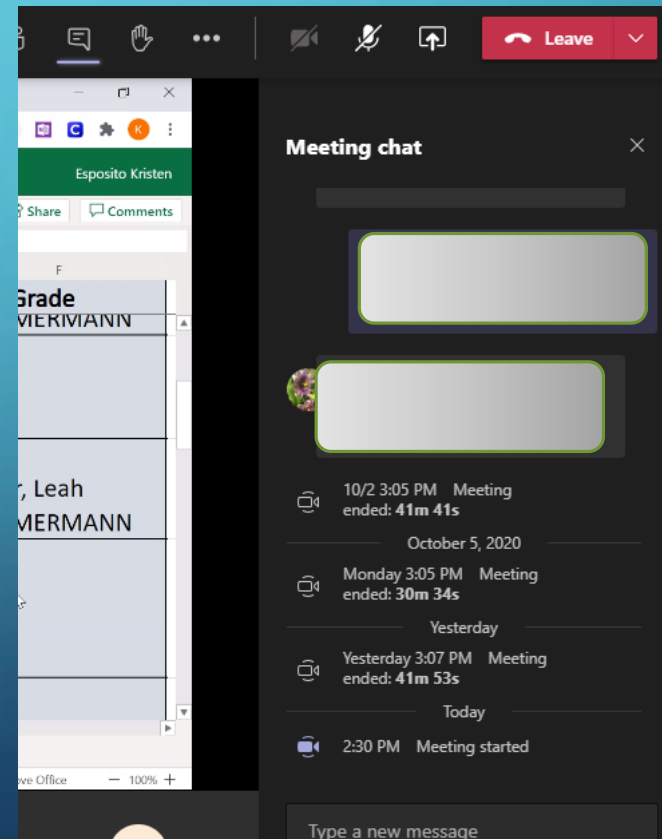 Leave
Meeting chat
K
Esposito Kristen
Share
Comments
F
Grade
MERMANN
, Leah
MERMANN
10/2 3:05 PM Meeting
ended: 41m 41s
October 5, 2020
Monday 3:05 PM Meeting
ended: 30m 34s
Yesterday
Yesterday 3:07 PM Meeting
ended: 41m 53s
Today
2:30 PM Meeting started
Office
100%
Type a new message